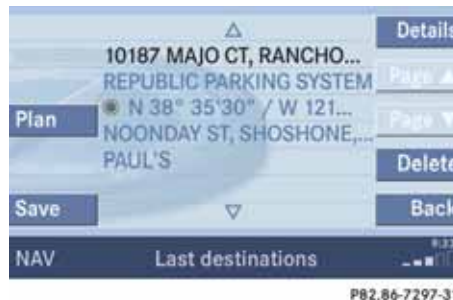 Details
10187 MAJO CT, RANCHO...
REPUBLIC PARKING SYSTEM
Page
N 38° 35'30" / W 121...
Plan
Page
NOONDAY ST, SHOSHONE,...
PAUL'S
Delete
Save
Back
NAV
Last destinations
P82.86-7297-31